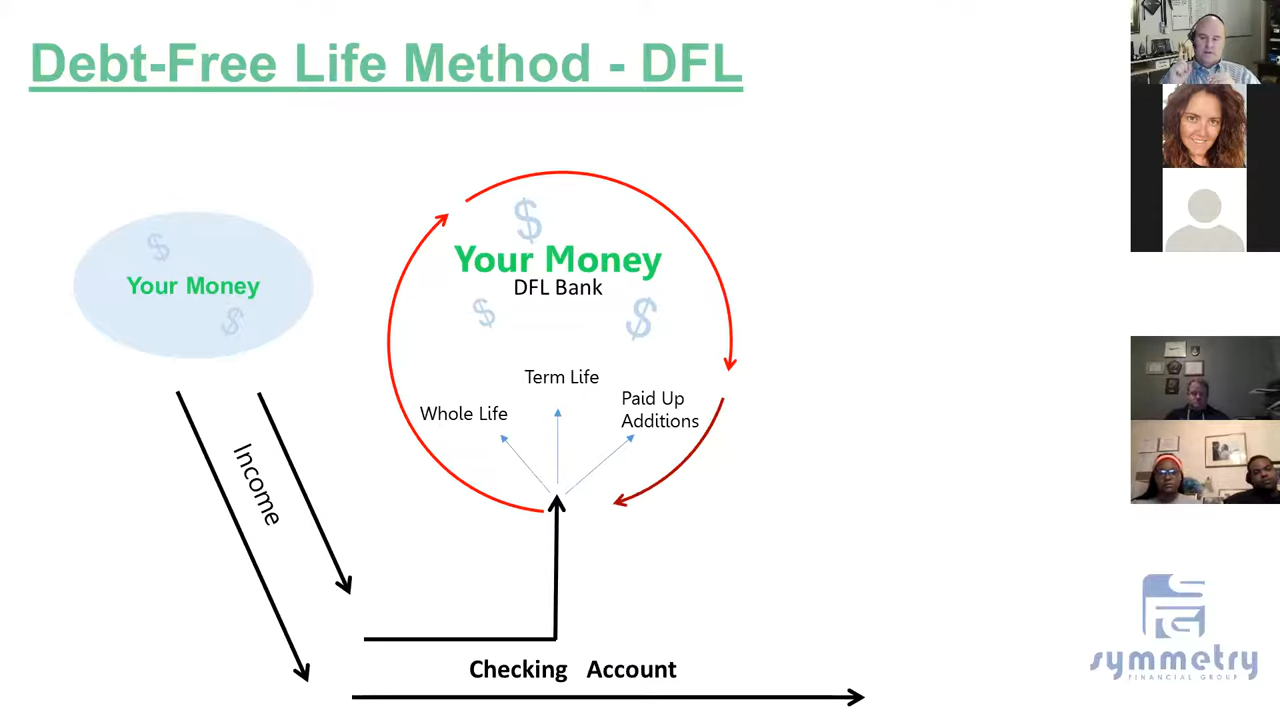 Debt-Free Life Method - DFL
$
Your Money
$
Income
$
Your Money
DFL Bank
$
$
Term Life
Whole Life
Paid Up
Additions
Checking Account
SFG
symmetry
FINANCIAL GROUP